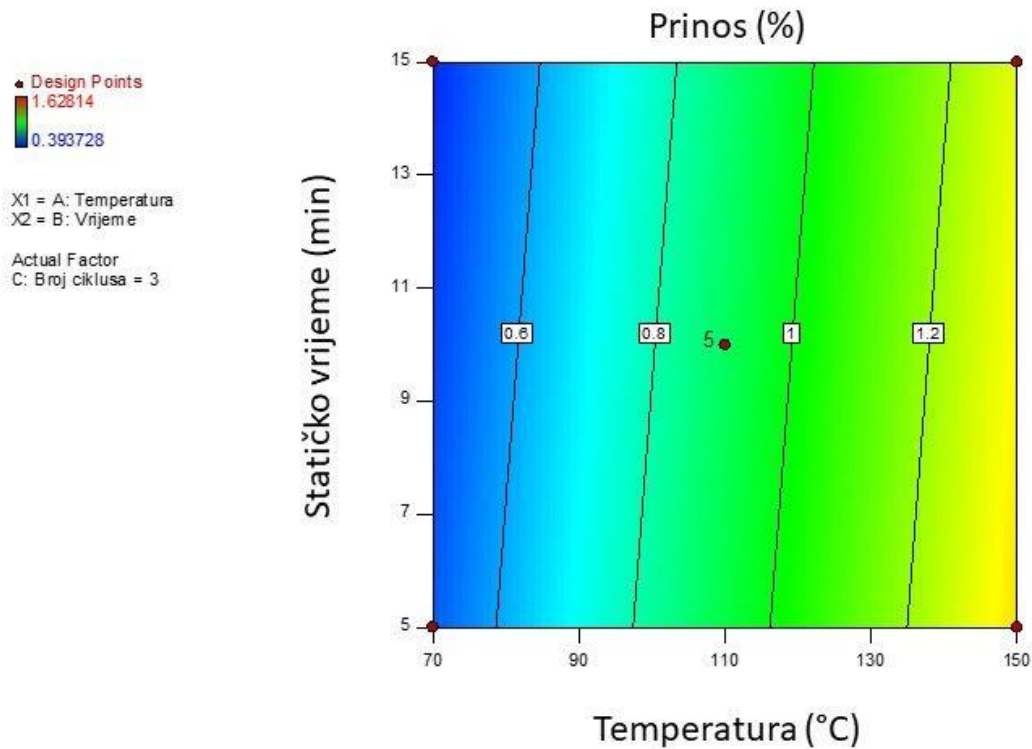 Prinos (%)
Design Points
1.62814
0.393728
X1 = A: Temperatura
X2 = B: Vrijeme
Actual Factor
C: Broj ciklusa = 3
Statičko vrijeme (min)
15
13
11
9
7
5
0.6
0.8
5
1
1.2
70
90
110
130
150
Temperatura (°C)